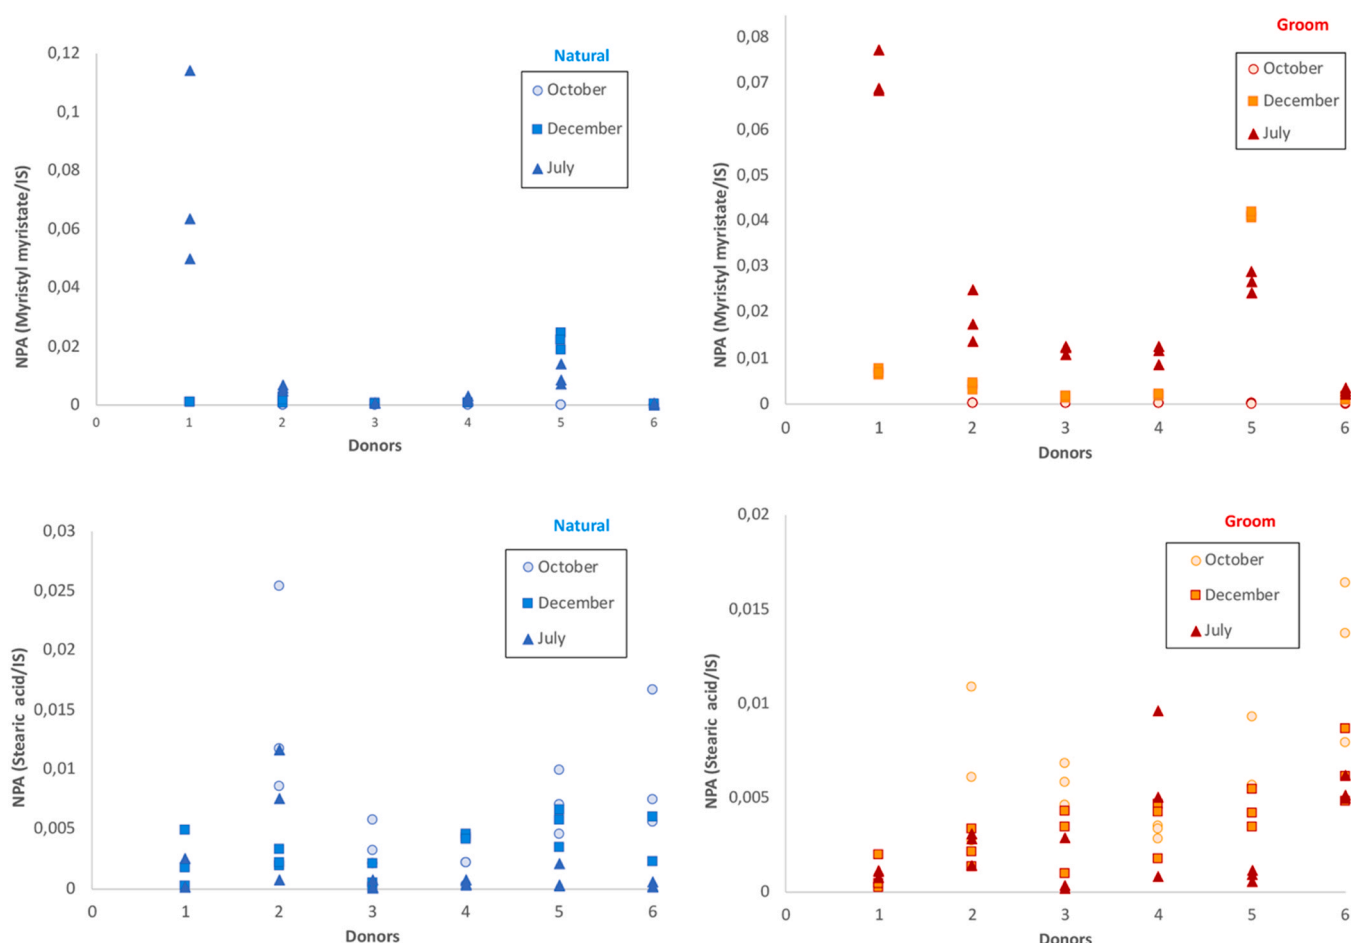 Natural
October
December
July
0,12
0,1
0,08
0,06
0,04
0,02
0
NPA (Myristyl myristate/IS)
0 1 2 3 4 5 6
Donors
Groom
October
December
July
0,08
0,07
0,06
0,05
0,04
0,03
0,02
0,01
0
NPA (Myristyl myristate/IS)
0 1 2 3 4 5 6
Donors
Natural
October
December
July
0,03
0,025
0,02
0,015
0,01
0,005
0
NPA (Stearic acid/IS)
0 1 2 3 4 5 6
Donors
Groom
October
December
July
0,02
0,015
0,01
0,005
0
NPA (Stearic acid/IS)
0 1 2 3 4 5 6
Donors